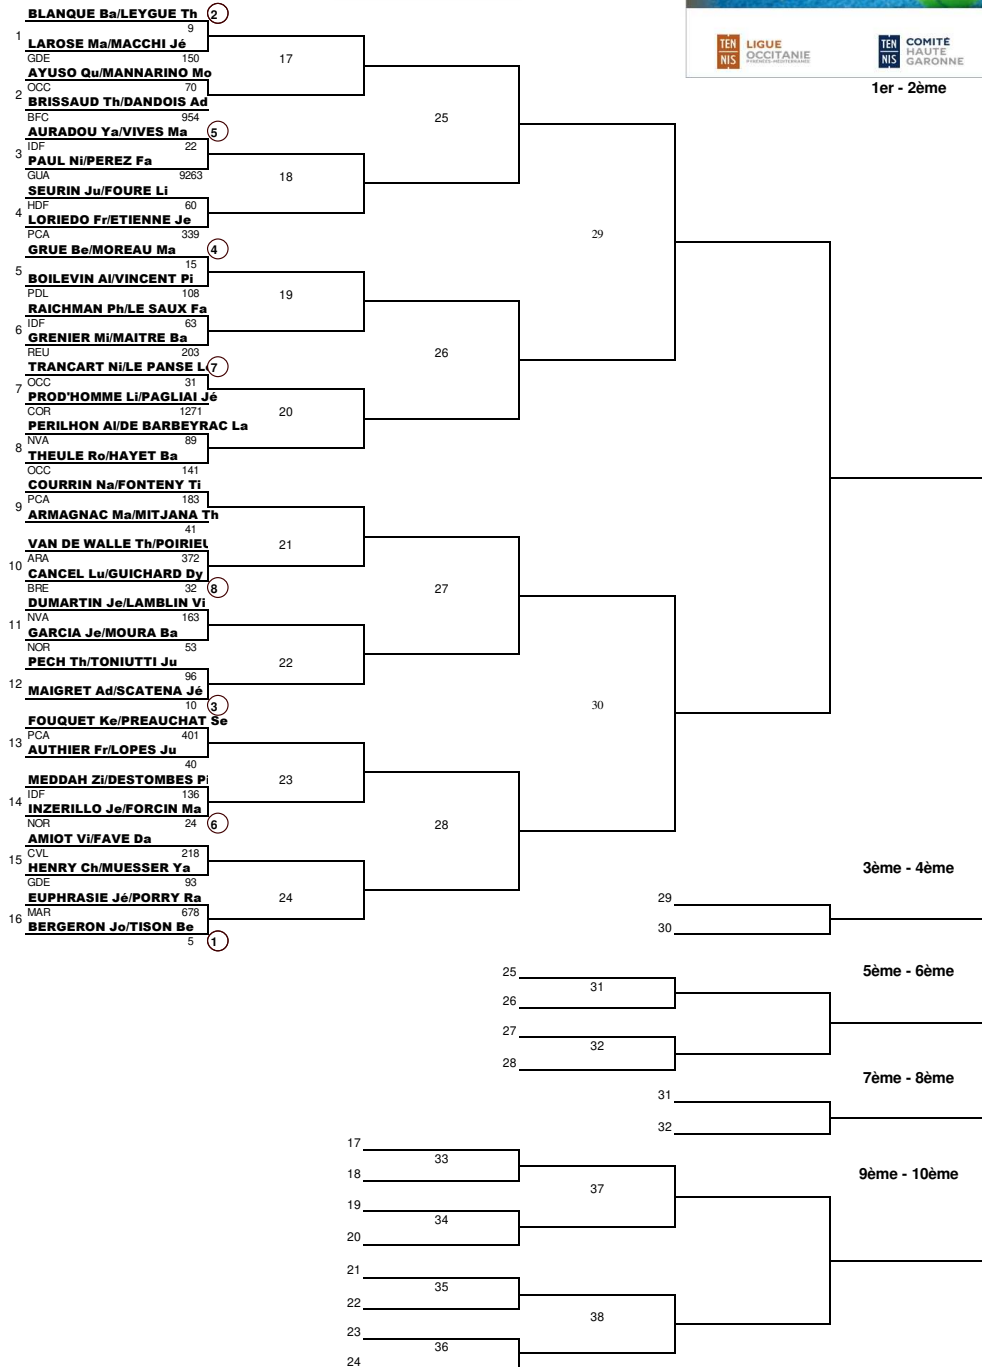 BLANQUE Ba/LEYGUE Th 2
9
1
LAROSE Ma/MACCHI Jé
GDE 150
17
AYUSO Qu/MANNARINO Mo
OCC 70
2
BRISSAUD Th/DANDOIS Ad
BFC 954
25
AURADOU Ya/VIVES Ma 5
IDF 22
3
PAUL Ni/PEREZ Fa
GUA 9263
18
SEURIN Ju/FOURE Li
HDF 60
4
LORIEDO Fr/ETIENNE Je
PCA 339
29
GRUE Be/MOREAU Ma 4
15
5
BOILEVIN Al/VINCENT Pi
PDL 108
19
RAICHMAN Ph/LE SAUX Fa
IDF 63
6
GRENIER Mi/MAITRE Ba
REU 203
26
TRANCART Ni/LE PANSE L 7
OCC 31
7
PROD'HOMME Li/PAGLIAI Jé
COR 1271
20
PERILHON Al/DE BARBEYRAC La
NVA 89
8
THEULE Ro/HAYET Ba
OCC 141
COURRIN Na/FONTENY Ti
PCA 183
9
ARMAGNAC Ma/MITJANA Th
41
21
VAN DE WALLE Th/POIRIEU
ARA 372
10
CANCEL Lu/GUICHARD Dy
BRE 32 8
27
DUMARTIN Je/LAMBLIN Vi
NVA 163
11
GARCIA Je/MOURA Ba
NOR 53
22
PECH Th/TONIUTTI Ju
96
12
MAIGRET Ad/SCATENA Jé
10 3
30
FOUQUET Ke/PREAUCHAT Se
PCA 401
13
AUTHIER Fr/LOPES Ju
40
23
MEDDAH Zi/DESTOMBES Pi
IDF 136
14
INZERILLO Je/FORCIN Ma
NOR 24 6
28
AMIOT Vi/FAVE Da
CVL 218
15
HENRY Ch/MUESSER Ya
GDE 93
24
EUPHRASIE Jé/PORRY Ra
MAR 678
16
BERGERON Jo/TISON Be
5 1
TEN
NIS
LIGUE
OCCITANIE
PYRÉNÉES-MÉDITERRANÉE
TEN
NIS
COMITÉ
HAUTE
GARONNE
1er - 2ème
3ème - 4ème
29
30
5ème - 6ème
25
31
26
27
32
28
7ème - 8ème
31
32
9ème - 10ème
17
33
18
37
19
34
20
21
35
22
38
23
36
24